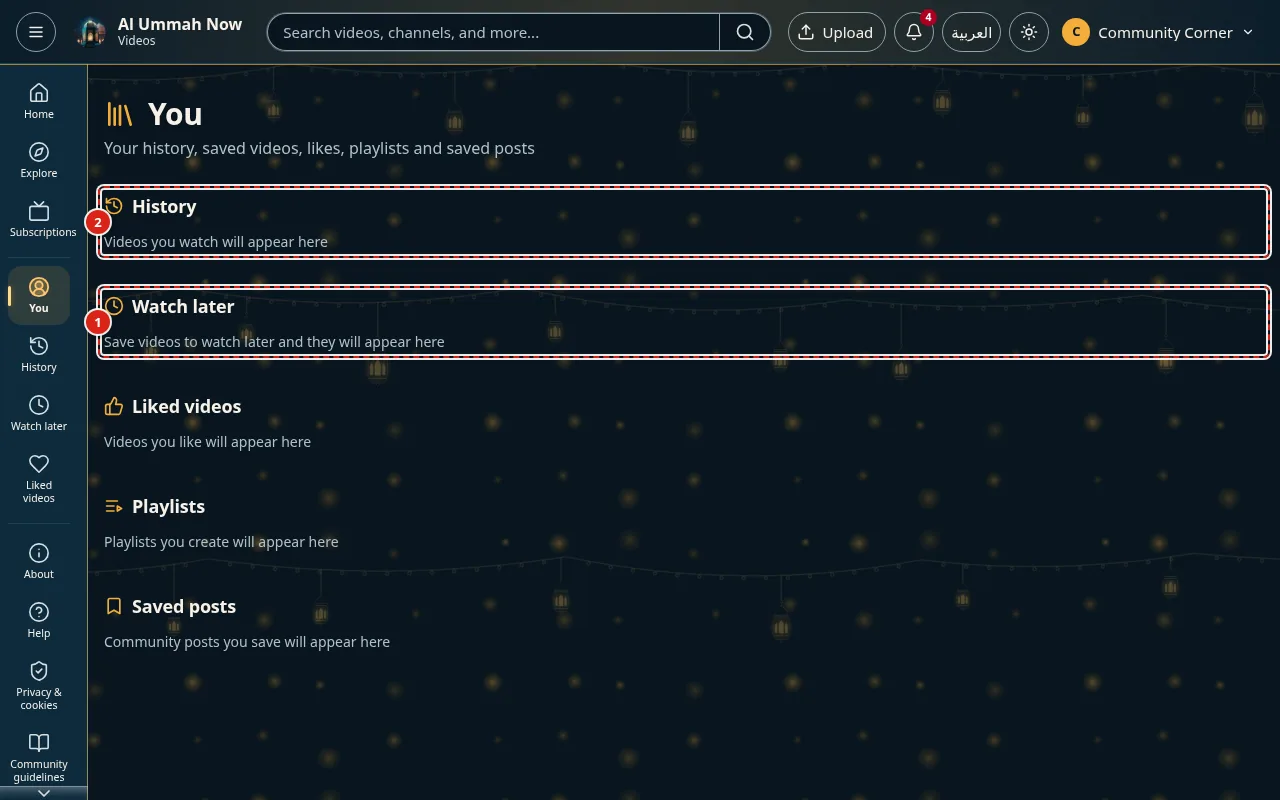 Al Ummah Now
Videos
Search videos, channels, and more...
Upload
4
العربية
C
Community Corner
Home
Explore
Subscriptions
You
History
Watch later
Liked
videos
About
Help
Privacy &
cookies
Community
guidelines
You
Your history, saved videos, likes, playlists and saved posts
2
History
Videos you watch will appear here
1
Watch later
Save videos to watch later and they will appear here
Liked videos
Videos you like will appear here
Playlists
Playlists you create will appear here
Saved posts
Community posts you save will appear here